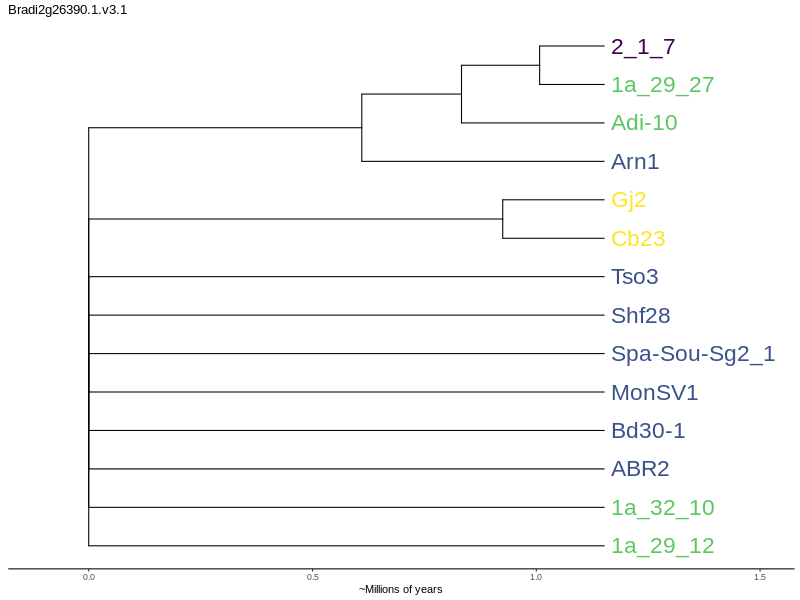 Bradi2g26390.1.v3.1
2_1_7
1a_29_27
Adi-10
Arn1
Gj2
Cb23
Tso3
Shf28
Spa-Sou-Sg2_1
MonSV1
Bd30-1
ABR2
1a_32_10
1a_29_12
0.0 0.5 1.0 1.5
~Millions of years